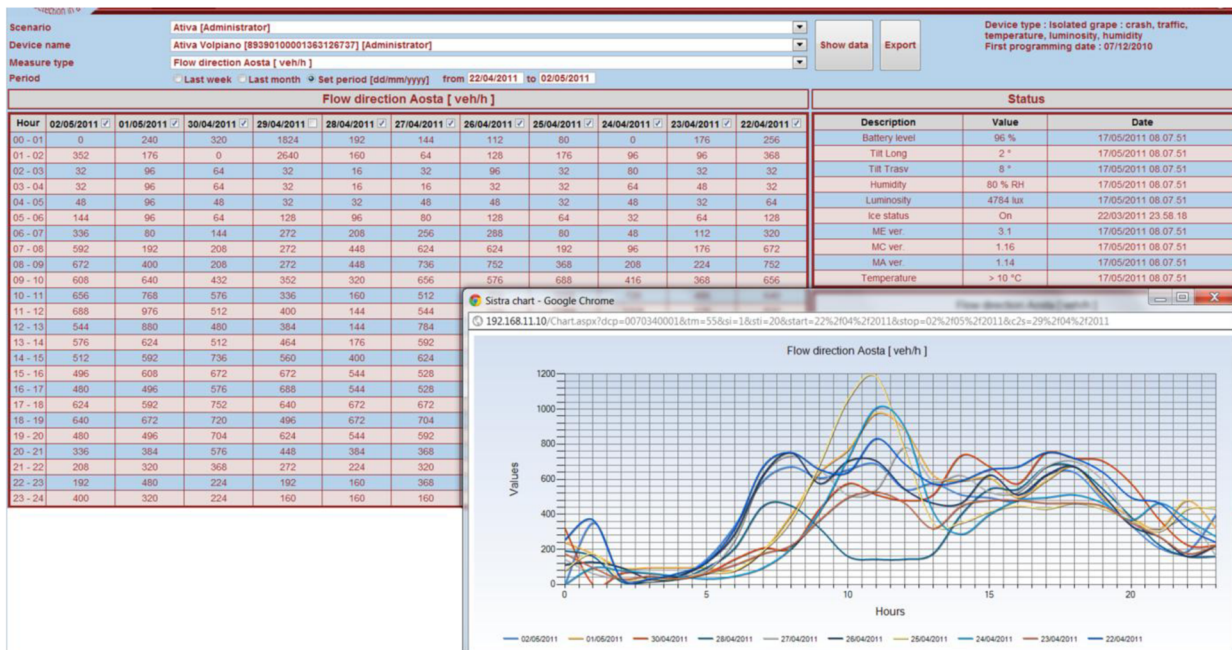 Scenario Ativa [Administrator]
Device name Ativa Volpiano [89390100001363126737] [Administrator]
Measure type Flow direction Aosta [ veh/h ]
Period Last week Last month Set period [dd/mm/yyyy] from 22/04/2011 to 02/05/2011
Show data Export
Device type : Isolated grape : crash, traffic,
temperature, luminosity, humidity
First programming date : 07/12/2010
Flow direction Aosta [ veh/h ]
Hour 02/05/2011 01/05/2011 30/04/2011 29/04/2011 28/04/2011 27/04/2011 26/04/2011 25/04/2011 24/04/2011 23/04/2011 22/04/2011
00 - 01 0 240 320 1824 192 144 112 80 0 176 256
01 - 02 352 176 0 2640 160 64 128 176 96 96 368
02 - 03 32 96 64 32 16 32 96 32 80 32 32
03 - 04 32 96 64 32 16 16 32 32 64 48 32
04 - 05 48 96 48 32 32 48 48 32 48 32 64
05 - 06 144 96 64 128 96 80 128 64 32 64 128
06 - 07 336 80 144 272 208 256 288 80 48 112 320
07 - 08 592 192 208 272 448 624 624 192 96 176 672
08 - 09 672 400 208 272 448 736 752 368 208 224 752
09 - 10 608 640 432 352 320 656 576 688 416 368 656
10 - 11 656 768 576 336 160 512
11 - 12 688 976 512 400 144 544
12 - 13 544 880 480 384 144 784
13 - 14 576 624 512 464 176 592
14 - 15 512 592 736 560 400 624
15 - 16 496 608 672 672 544 528
16 - 17 480 496 576 688 544 528
17 - 18 624 592 752 640 672 672
18 - 19 640 672 720 496 672 704
19 - 20 480 496 704 624 544 592
20 - 21 336 384 576 448 384 368
21 - 22 208 320 368 272 224 320
22 - 23 192 480 224 192 160 368
23 - 24 400 320 224 160 160 160
Status
Description Value Date
Battery level 96 % 17/05/2011 08.07.51
Tilt Long 2 ° 17/05/2011 08.07.51
Tilt Trasv 8 ° 17/05/2011 08.07.51
Humidity 80 % RH 17/05/2011 08.07.51
Luminosity 4784 lux 17/05/2011 08.07.51
Ice status On 22/03/2011 23.58.18
ME ver. 3.1 17/05/2011 08.07.51
MC ver. 1.16 17/05/2011 08.07.51
MA ver. 1.14 17/05/2011 08.07.51
Temperature > 10 °C 17/05/2011 08.07.51
Sistra chart - Google Chrome
192.168.11.10/Chart.aspx?dcp=0070340001&tm=55&si=1&sti=20&start=22%2f04%2f2011&stop=02%2f05%2f2011&c2s=29%2f04%2f2011
Flow direction Aosta [ veh/h ]
1200
1000
800
600
400
200
0
Values
0 5 10 15 20
Hours
02/05/2011 01/05/2011 30/04/2011 28/04/2011 27/04/2011 26/04/2011 25/04/2011 24/04/2011 23/04/2011 22/04/2011